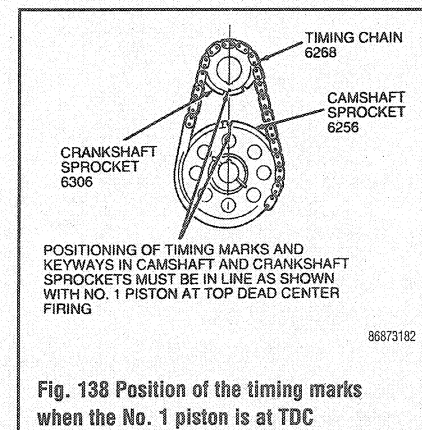 TIMING CHAIN
6268
CAMSHAFT
SPROCKET
6256
CRANKSHAFT
SPROCKET
6306
POSITIONING OF TIMING MARKS AND
KEYWAYS IN CAMSHAFT AND CRANKSHAFT
SPROCKETS MUST BE IN LINE AS SHOWN
WITH NO. 1 PISTON AT TOP DEAD CENTER
FIRING
86873182
Fig. 138 Position of the timing marks
when the No. 1 piston is at TDC